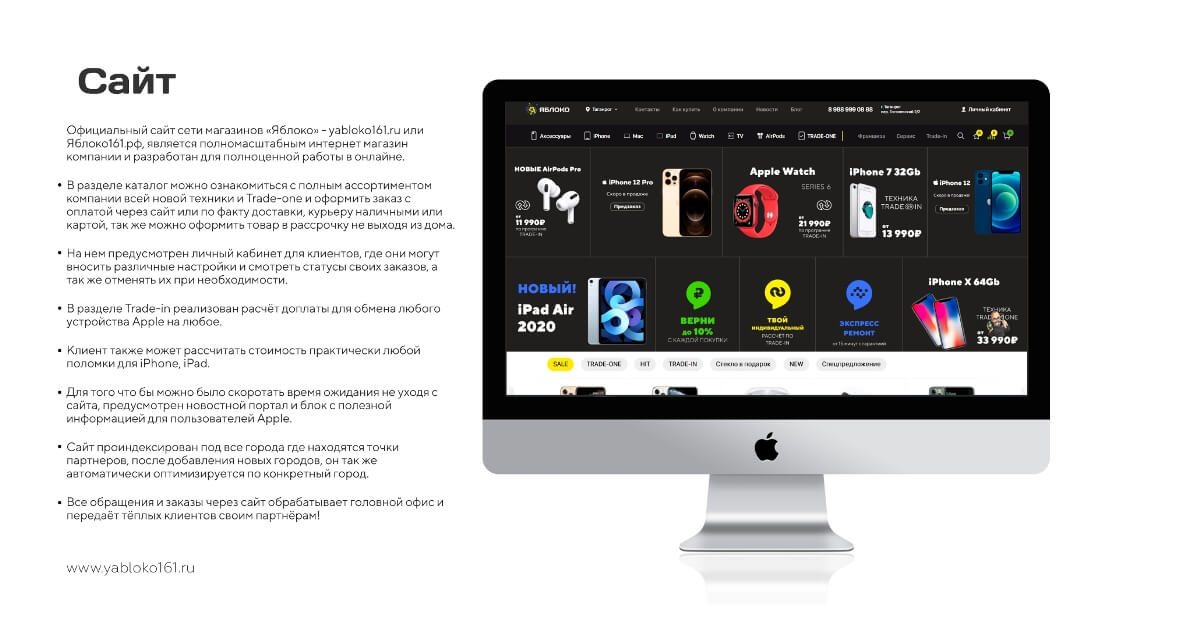 Сайт
Официальный сайт сети магазинов «Яблоко» - yabloko161.ru или
Яблоко161.рф, является полномасштабным интернет магазин
компании и разработан для полноценной работы в онлайне.
• В разделе каталог можно ознакомиться с полным ассортиментом
компании всей новой техники и Trade-one и оформить заказ с
оплатой через сайт или по факту доставки, курьеру наличными или
картой, так же можно оформить товар в рассрочку не выходя из дома.
• На нем предусмотрен личный кабинет для клиентов, где они могут
вносить различные настройки и смотреть статусы своих заказов, а
так же отменять их при необходимости.
• В разделе Trade-in реализован расчёт доплаты для обмена любого
устройства Apple на любое.
• Клиент также может рассчитать стоимость практически любой
поломки для iPhone, iPad.
• Для того что бы можно было скоротать время ожидания не уходя с
сайта, предусмотрен новостной портал и блок с полезной
информацией для пользователей Apple.
• Сайт проиндексирован под все города где находятся точки
партнеров, после добавления новых городов, он так же
автоматически оптимизируется по конкретный город.
• Все обращения и заказы через сайт обрабатывает головной офис и
передаёт тёплых клиентов своим партнёрам!
www.yabloko161.ru
ЯБЛОКО Таганрог Контакты Как купить О компании Новости Блог 8 988 999 08 88 г. Таганрог Личный кабинет
Аксессуары iPhone Mac iPad Watch TV AirPods TRADE-ONE Франшиза Сервис Trade-in
НОВЫЕ AirPods Pro
от
11 990₽
по программе
TRADE-IN
iPhone 12 Pro
Скоро в продаже
Предзаказ
Apple Watch
SERIES 6
от
21 990₽
по программе
TRADE-IN
iPhone 7 32Gb
ТЕХНИКА
TRADE IN
от
13 990₽
iPhone 12
Скоро в продаже
Предзаказ
НОВЫЙ!
iPad Air
2020
ВЕРНИ
до 10%
С КАЖДОЙ ПОКУПКИ
ТВОЙ
ИНДИВИДУАЛЬНЫЙ
РАССЧЕТ ПО
TRADE-IN
ЭКСПРЕСС
РЕМОНТ
от 15 минут с гарантией
iPhone X 64Gb
ТЕХНИКА
TRADE ONE
от
33 990₽
SALE TRADE-ONE HIT TRADE-IN Стекло в подарок NEW Спецпредложение